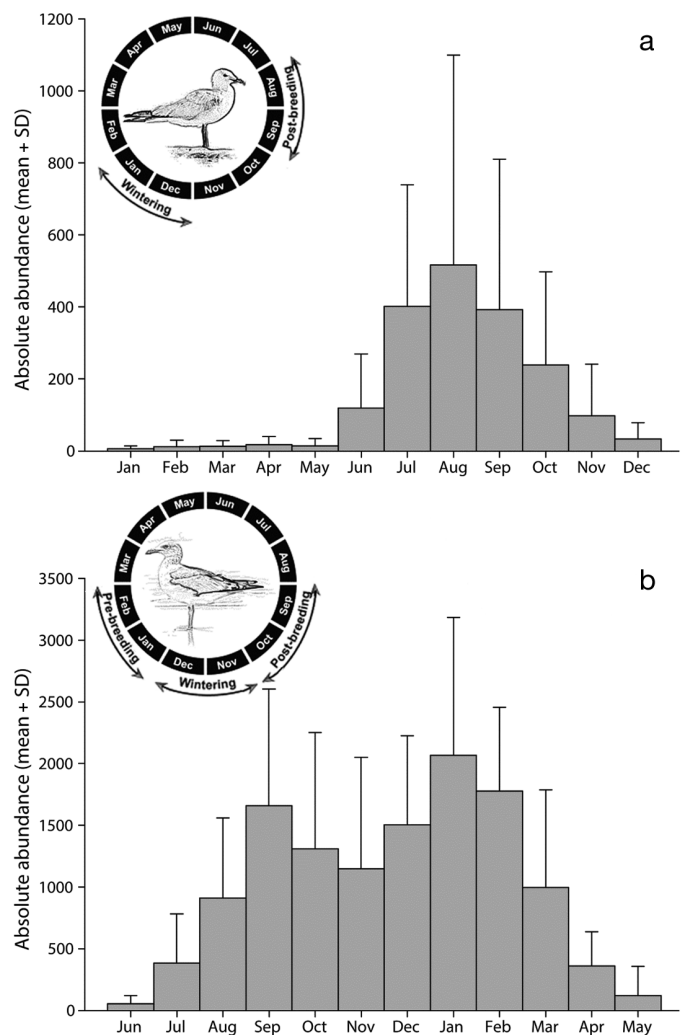 a
1200
1000
800
600
400
200
0
Absolute abundance (mean + SD)
Jan Feb Mar Apr May Jun Jul Aug Sep Oct Nov Dec
Jan Feb Mar Apr May Jun Jul Aug Sep Oct Nov Dec
Post-breeding
Wintering
b
3500
3000
2500
2000
1500
1000
500
0
Absolute abundance (mean + SD)
Jun Jul Aug Sep Oct Nov Dec Jan Feb Mar Apr May
Jan Feb Mar Apr May Jun Jul Aug Sep Oct Nov Dec
Pre-breeding
Wintering
Post-breeding